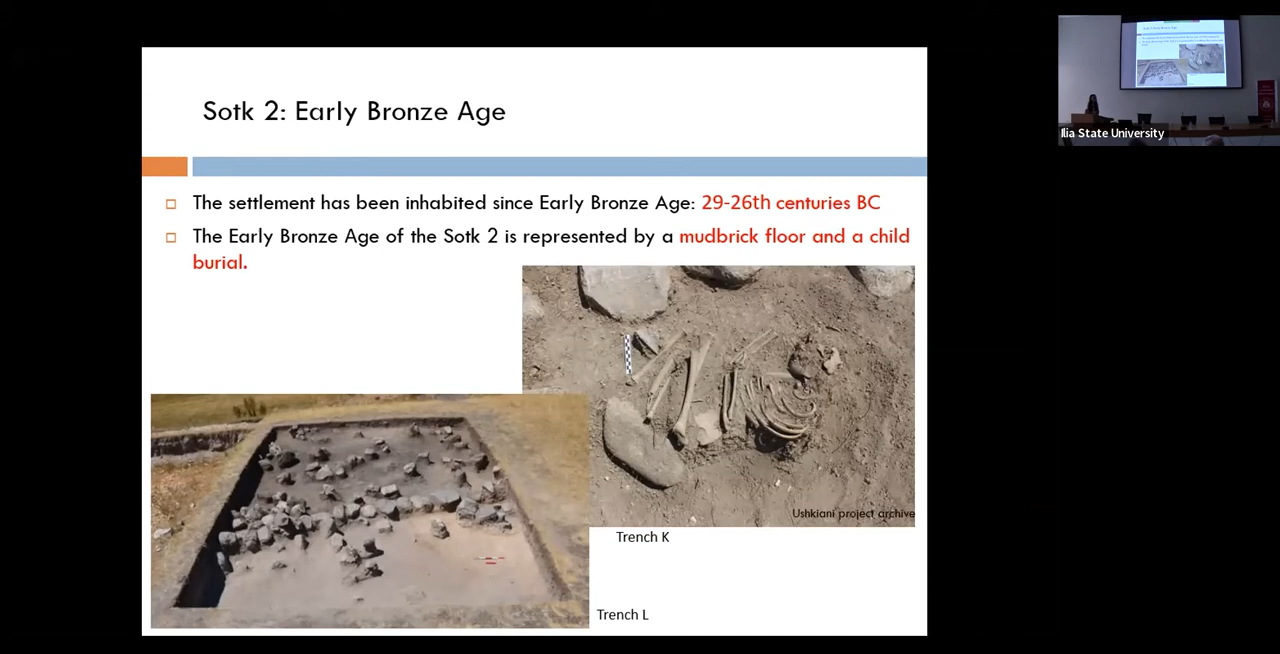 Sotk 2: Early Bronze Age
Ilia State University
The settlement has been inhabited since Early Bronze Age: 29-26th centuries BC
The Early Bronze Age of the Sotk 2 is represented by a mudbrick floor and a child
burial.
Ushkiani project archive
Trench K
Trench L